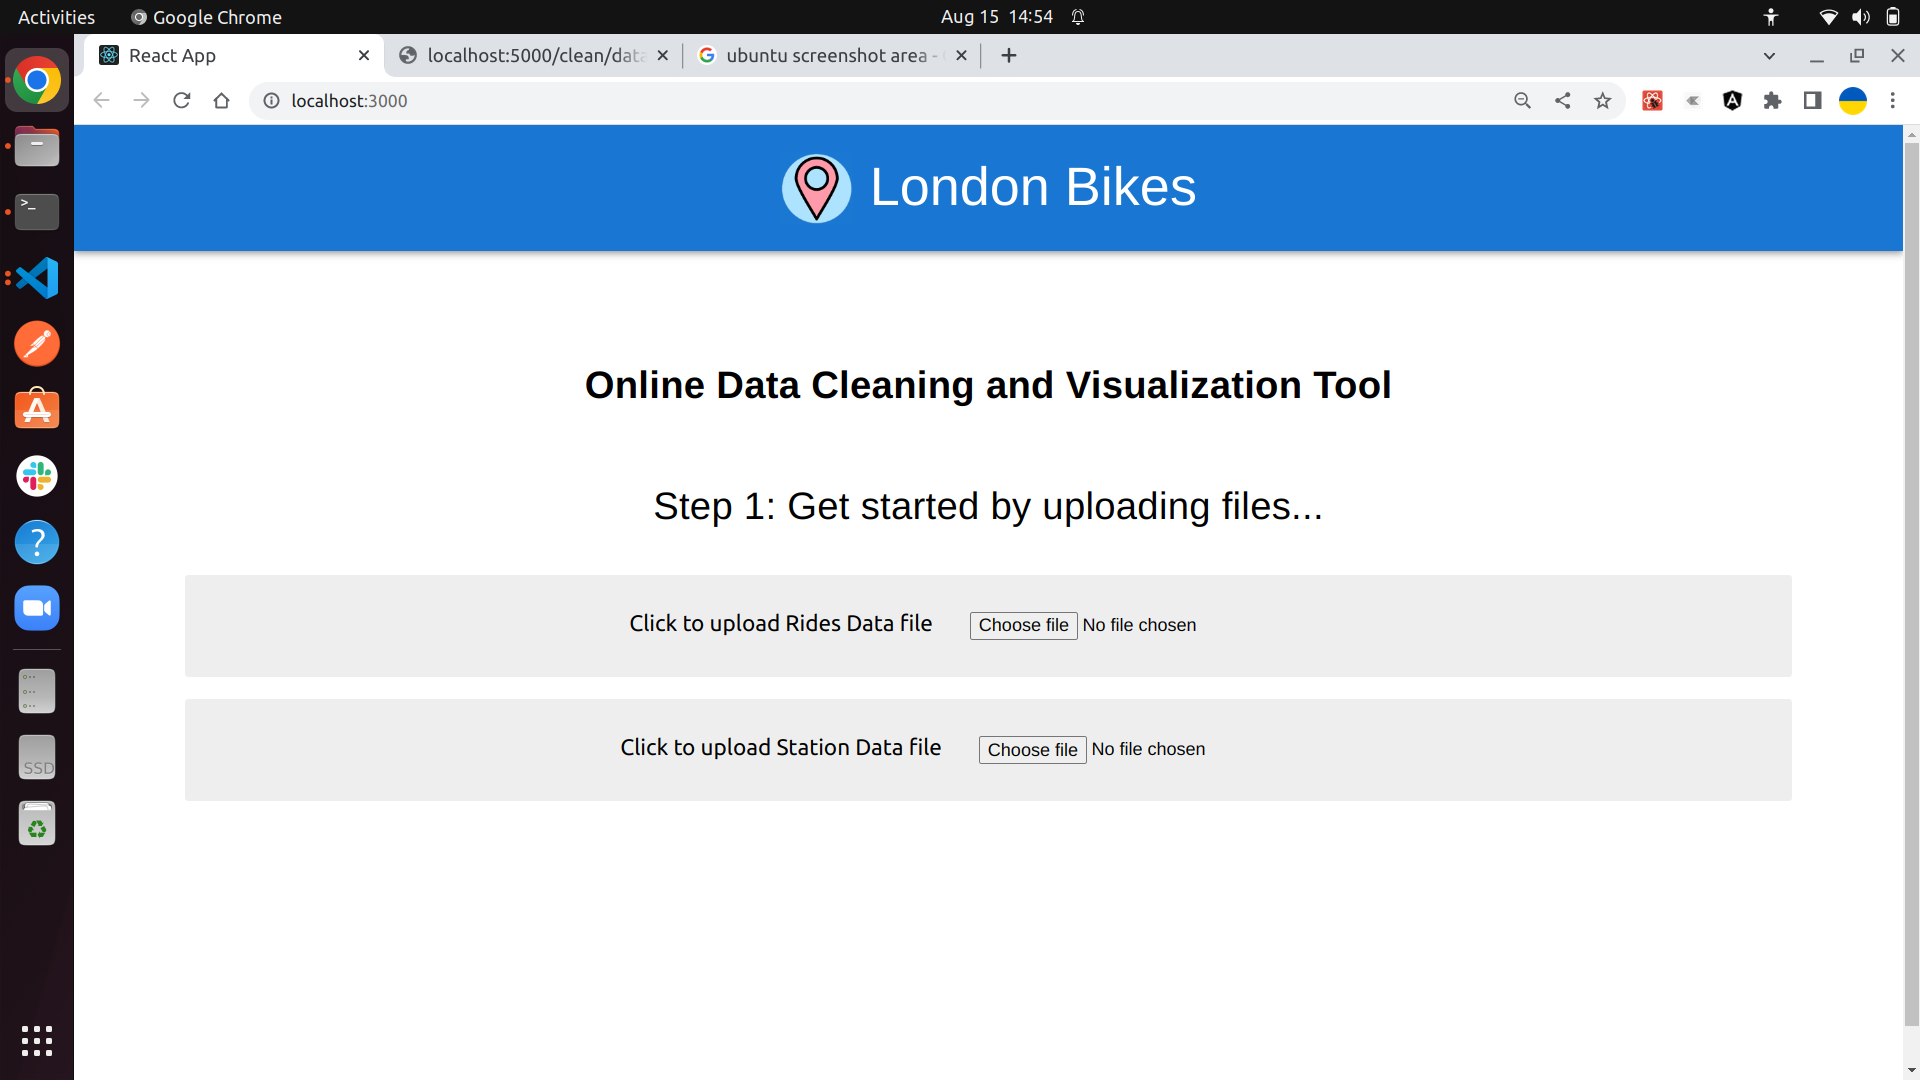 Activities
Google Chrome
Aug 15 14:54
React App
localhost:5000/clean/data
ubuntu screenshot area -
localhost:3000
London Bikes
Online Data Cleaning and Visualization Tool
Step 1: Get started by uploading files...
Click to upload Rides Data file
Choose file No file chosen
Click to upload Station Data file
Choose file No file chosen
>_
A
?
SSD